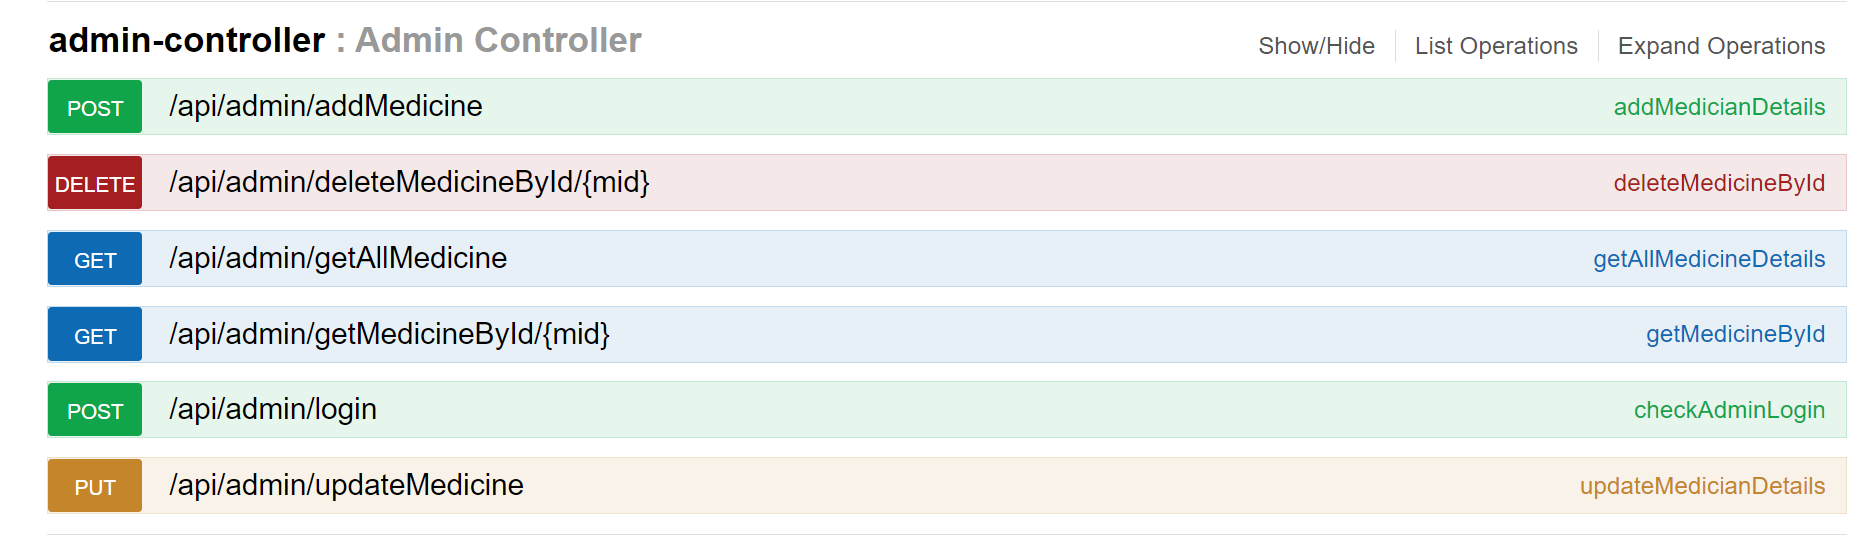 admin-controller : Admin Controller Show/Hide List Operations Expand Operations
POST /api/admin/addMedicine addMedicianDetails
DELETE /api/admin/deleteMedicineById/{mid} deleteMedicineById
GET /api/admin/getAllMedicine getAllMedicineDetails
GET /api/admin/getMedicineById/{mid} getMedicineById
POST /api/admin/login checkAdminLogin
PUT /api/admin/updateMedicine updateMedicianDetails